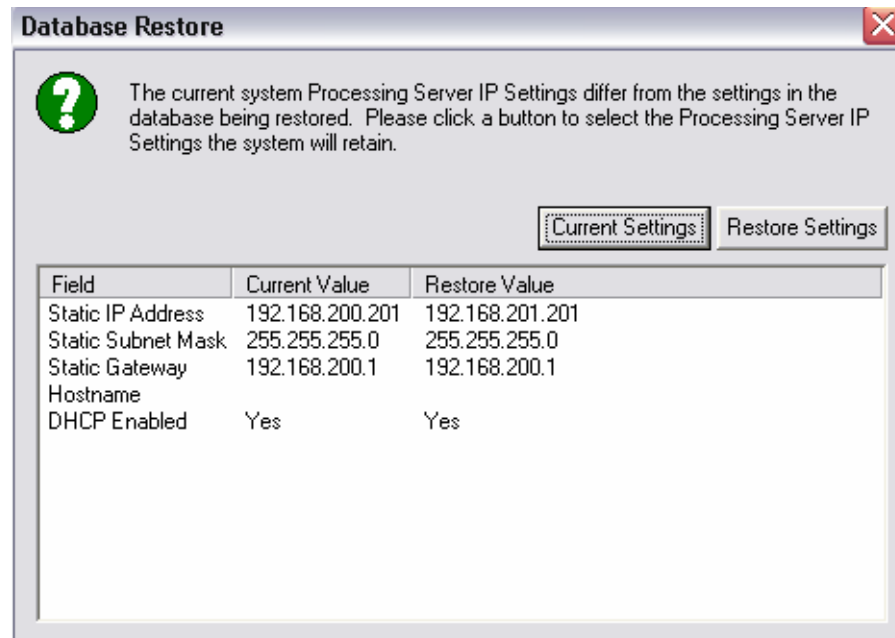 Database Restore
The current system Processing Server IP Settings differ from the settings in the
database being restored. Please click a button to select the Processing Server IP
Settings the system will retain.
Current Settings Restore Settings
Field Current Value Restore Value
Static IP Address 192.168.200.201 192.168.201.201
Static Subnet Mask 255.255.255.0 255.255.255.0
Static Gateway 192.168.200.1 192.168.200.1
Hostname
DHCP Enabled Yes Yes